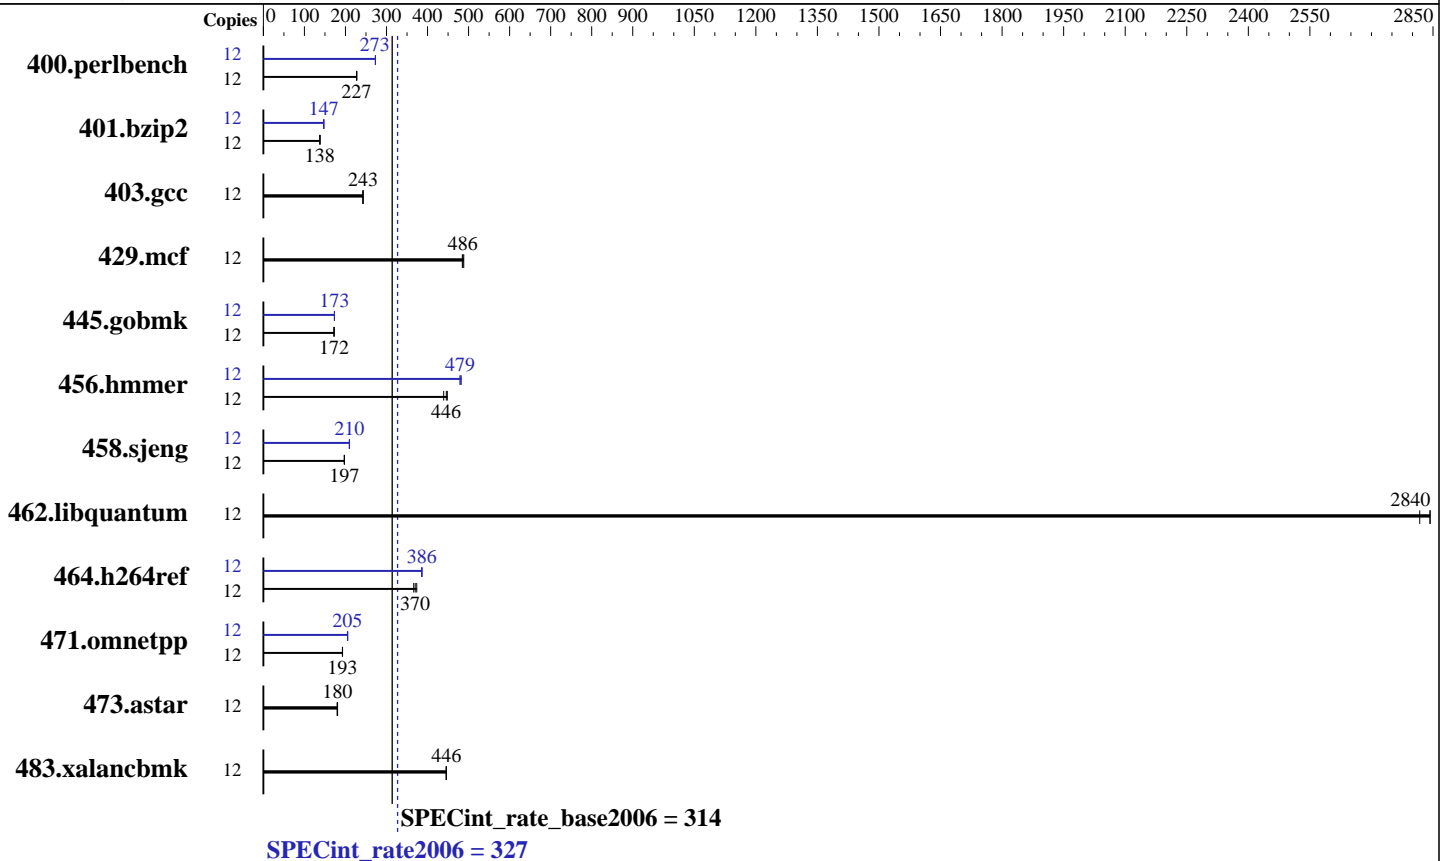 Copies 0 100 200 300 400 500 600 700 800 900 1050 1200 1350 1500 1650 1800 1950 2100 2250 2400 2550 2850
400.perlbench 12 273
12 227
401.bzip2 12 147
12 138
403.gcc 12 243
429.mcf 12 486
445.gobmk 12 173
12 172
456.hmmer 12 479
12 446
458.sjeng 12 210
12 197
462.libquantum 12 2840
464.h264ref 12 386
12 370
471.omnetpp 12 205
12 193
473.astar 12 180
483.xalancbmk 12 446
SPECint_rate_base2006 = 314
SPECint_rate2006 = 327